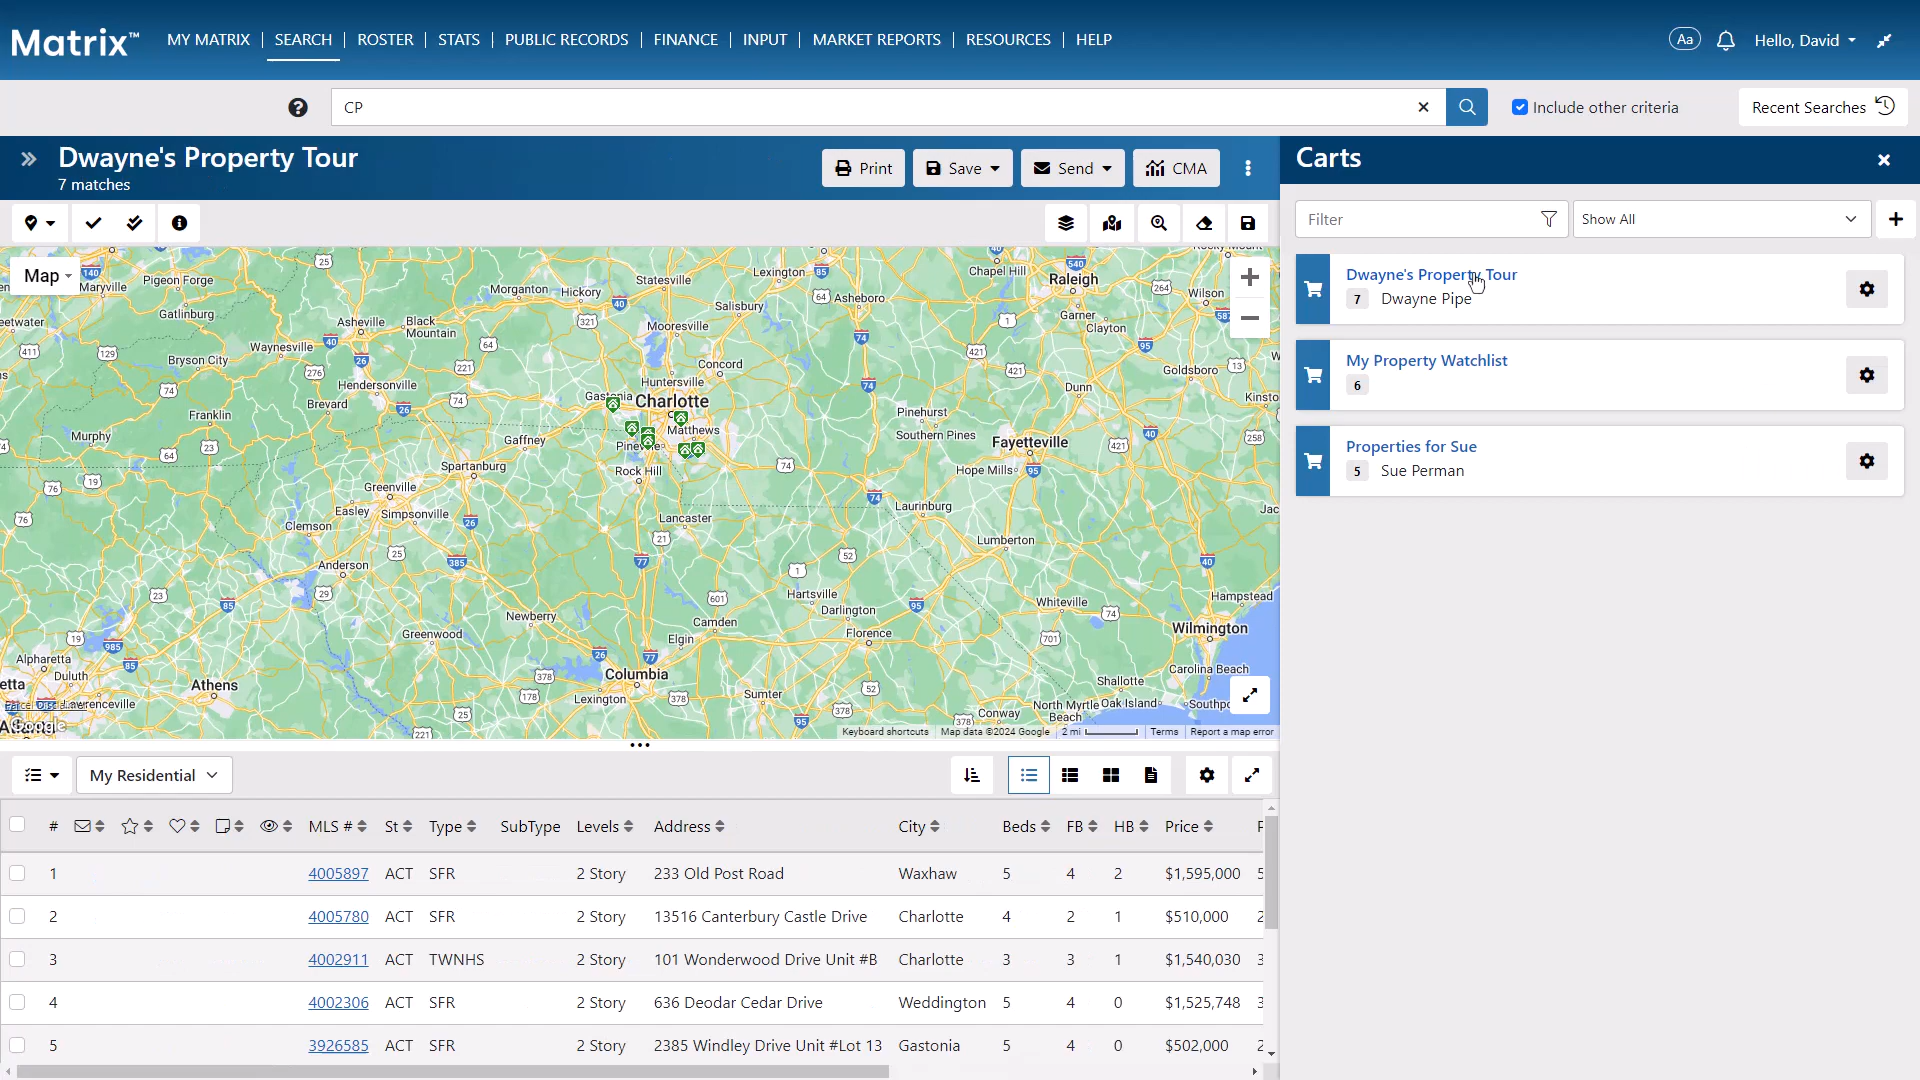 Matrix™
MY MATRIX
SEARCH
ROSTER
STATS
PUBLIC RECORDS
FINANCE
INPUT
MARKET REPORTS
RESOURCES
HELP
Aa
Hello, David
CP
Include other criteria
Recent Searches
Dwayne's Property Tour
7 matches
Print
Save
Send
CMA
Carts
Filter
Show All
Dwayne's Property Tour
7 Dwayne Pipe
My Property Watchlist
6
Properties for Sue
5 Sue Perman
Map
Maryville
Pigeon Forge
Gatlinburg
Bryson City
Waynesville
Asheville
Black Mountain
Morganton
Hickory
Statesville
Lexington
Salisbury
Asheboro
Mooresville
Chapel Hill
Raleigh
Wilson
Garner
Clayton
Goldsboro
Concord
Huntersville
Gastonia
Charlotte
Matthews
Pineville
Rock Hill
Hendersonville
Brevard
Franklin
Murphy
Gaffney
Spartanburg
Greenville
Easley
Simpsonville
Clemson
Anderson
Pinehurst
Southern Pines
Fayetteville
Hope Mills
Dunn
Lancaster
Laurinburg
Lumberton
Hartsville
Darlington
Florence
Whiteville
Hampstead
Wilmington
Carolina Beach
Shallotte
Oak Island
North Myrtle Beach
Conway
Newberry
Greenwood
Camden
Elgin
Columbia
Lexington
Sumter
Alpharetta
Duluth
Lawrenceville
Athens
Google
Keyboard shortcuts
Map data ©2024 Google
2 mi
Terms
Report a map error
My Residential
# MLS # St Type SubType Levels Address City Beds FB HB Price
1 4005897 ACT SFR 2 Story 233 Old Post Road Waxhaw 5 4 2 $1,595,000
2 4005780 ACT SFR 2 Story 13516 Canterbury Castle Drive Charlotte 4 2 1 $510,000
3 4002911 ACT TWNHS 2 Story 101 Wonderwood Drive Unit #B Charlotte 3 3 1 $1,540,030
4 4002306 ACT SFR 2 Story 636 Deodar Cedar Drive Weddington 5 4 0 $1,525,748
5 3926585 ACT SFR 2 Story 2385 Windley Drive Unit #Lot 13 Gastonia 5 4 0 $502,000